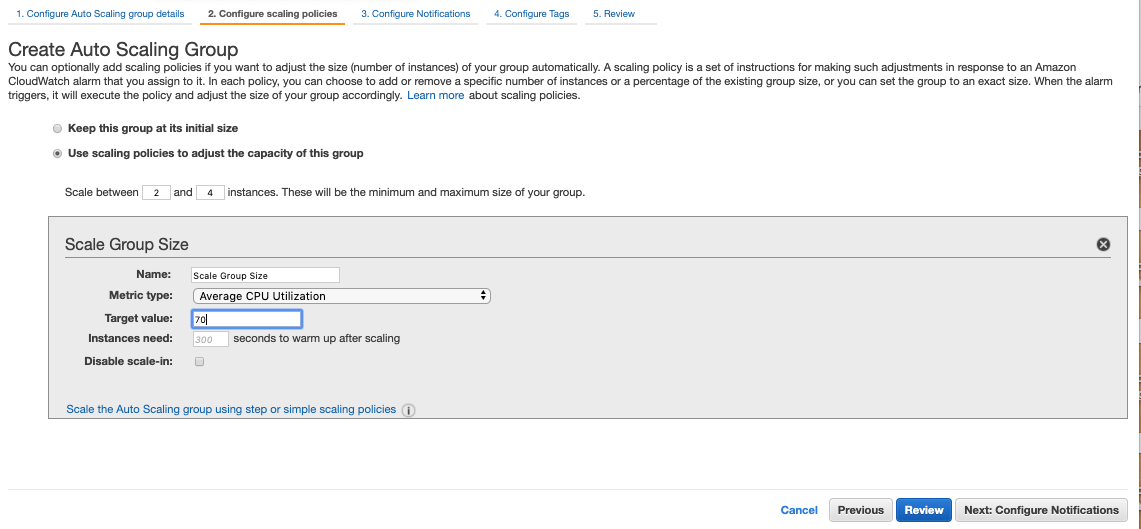 1. Configure Auto Scaling group details 2. Configure scaling policies 3. Configure Notifications 4. Configure Tags 5. Review
Create Auto Scaling Group
You can optionally add scaling policies if you want to adjust the size (number of instances) of your group automatically. A scaling policy is a set of instructions for making such adjustments in response to an Amazon
CloudWatch alarm that you assign to it. In each policy, you can choose to add or remove a specific number of instances or a percentage of the existing group size, or you can set the group to an exact size. When the alarm
triggers, it will execute the policy and adjust the size of your group accordingly. Learn more about scaling policies.
Keep this group at its initial size
Use scaling policies to adjust the capacity of this group
Scale between 2 and 4 instances. These will be the minimum and maximum size of your group.
Scale Group Size
Name: Scale Group Size
Metric type: Average CPU Utilization
Target value: 70
Instances need: 300 seconds to warm up after scaling
Disable scale-in:
Scale the Auto Scaling group using step or simple scaling policies i
Cancel Previous Review Next: Configure Notifications